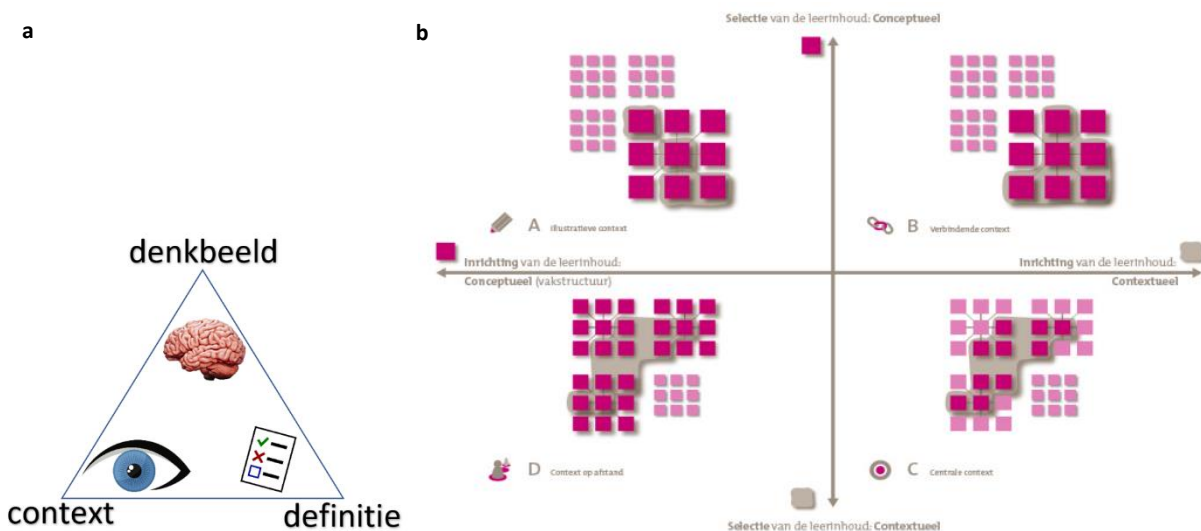 a
denkbeeld
context
definitie
b
Selectie van de leerinhoud: Conceptueel
A Illustratieve context
B Verbindende context
Inrichting van de leerinhoud:
Conceptueel (vakstructuur)
Inrichting van de leerinhoud:
Contextueel
D Context op afstand
C Centrale context
Selectie van de leerinhoud: Contextueel